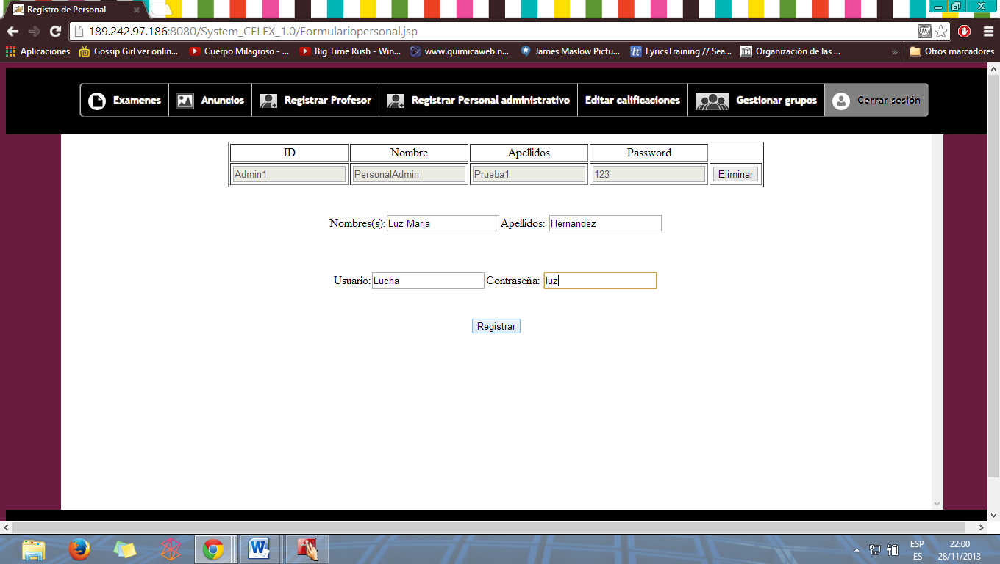 Registro de Personal
189.242.97.186:8080/System_CELEX_1.0/Formulariopersonal.jsp
Aplicaciones Gossip Girl ver onlin... Cuerpo Milagroso - ... Big Time Rush - Win... www.quimicaweb.n... James Maslow Pictu... LyricsTraining // Sea... Organización de las ... » Otros marcadores
Examenes Anuncios Registrar Profesor Registrar Personal administrativo Editar calificaciones Gestionar grupos Cerrar sesión
ID Nombre Apellidos Password
Admin1 PersonalAdmin Prueba1 123 Eliminar
Nombres(s): Luz Maria Apellidos: Hernandez
Usuario: Lucha Contraseña: luz
Registrar
ESP 22:00
ES 28/11/2013